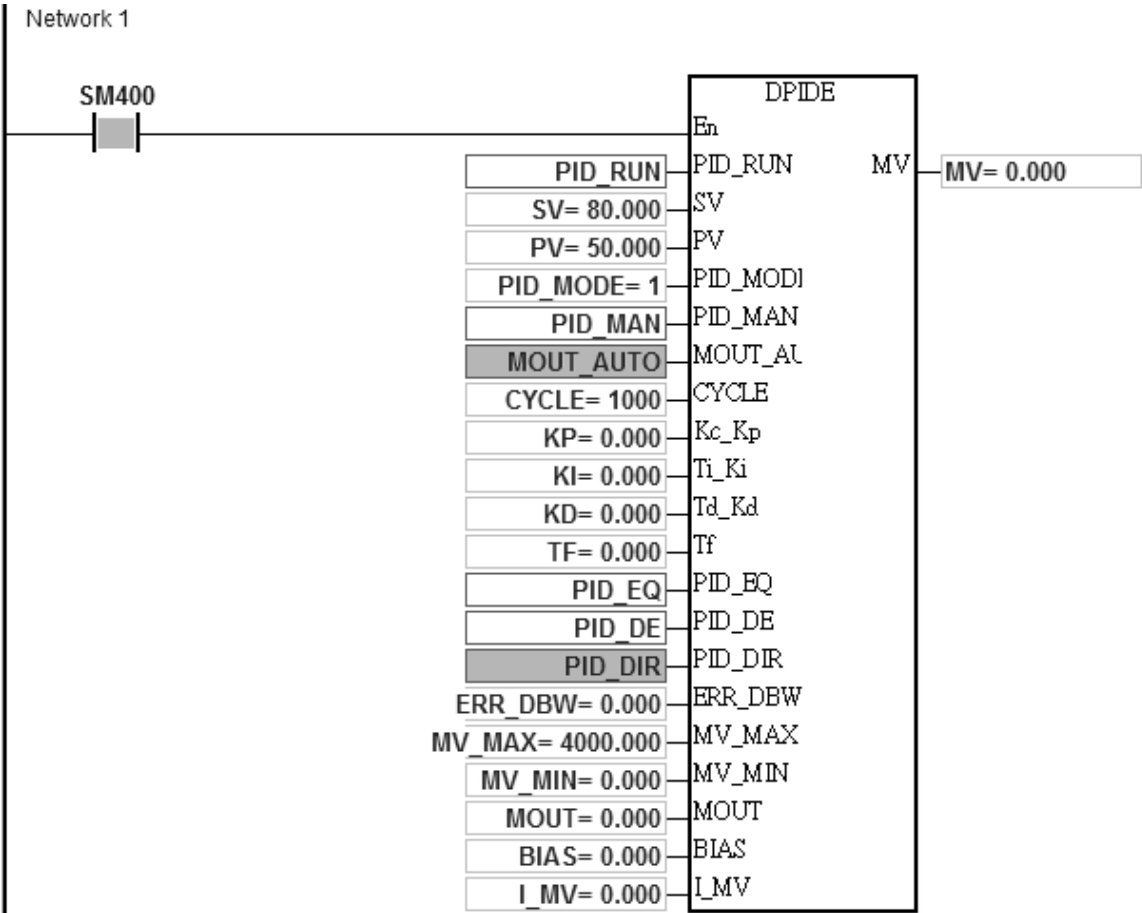 Network 1
SM400
DPIDE
En
PID_RUN PID_RUN MV MV= 0.000
SV= 80.000 SV
PV= 50.000 PV
PID_MODE= 1 PID_MODI
PID_MAN PID_MAN
MOUT_AUTO MOUT_AU
CYCLE= 1000 CYCLE
KP= 0.000 Kc_Kp
KI= 0.000 Ti_Ki
KD= 0.000 Td_Kd
TF= 0.000 Tf
PID_EQ PID_EQ
PID_DE PID_DE
PID_DIR PID_DIR
ERR_DBW= 0.000 ERR_DBW
MV_MAX= 4000.000 MV_MAX
MV_MIN= 0.000 MV_MIN
MOUT= 0.000 MOUT
BIAS= 0.000 BIAS
I_MV= 0.000 I_MV